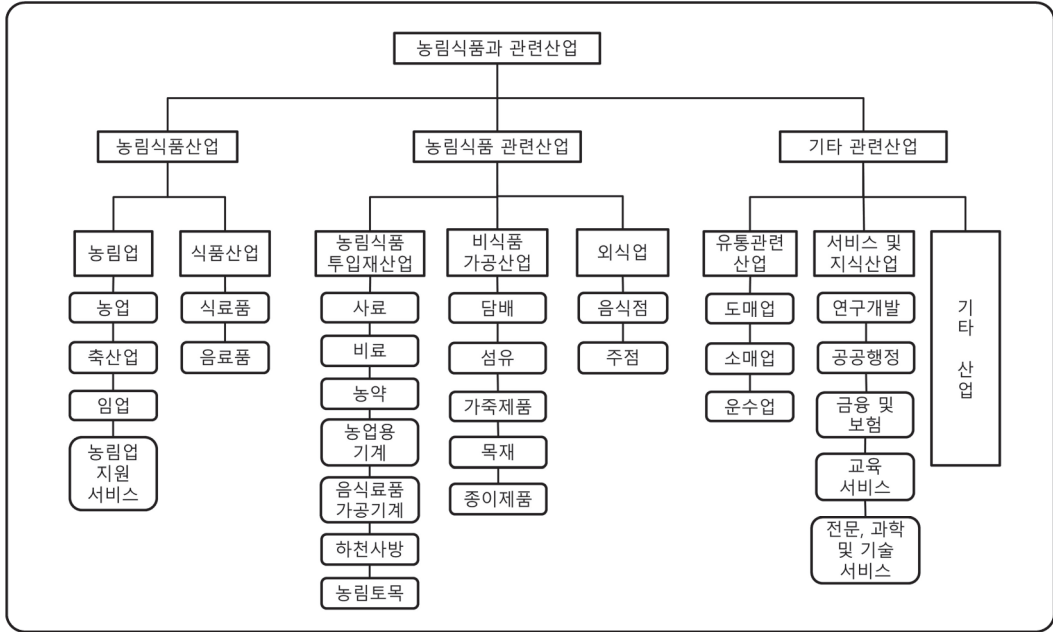 농림식품과 관련산업
농림식품산업
농림식품 관련산업
기타 관련산업
농림업
식품산업
농림식품
투입재산업
비식품
가공산업
외식업
유통관련
산업
서비스 및
지식산업
기타 산업
농업
축산업
임업
농림업
지원
서비스
식료품
음료품
사료
비료
농약
농업용
기계
음식료품
가공기계
하천사방
농림토목
담배
섬유
가죽제품
목재
종이제품
음식점
주점
도매업
소매업
운수업
연구개발
공공행정
금융 및
보험
교육
서비스
전문, 과학
및 기술
서비스